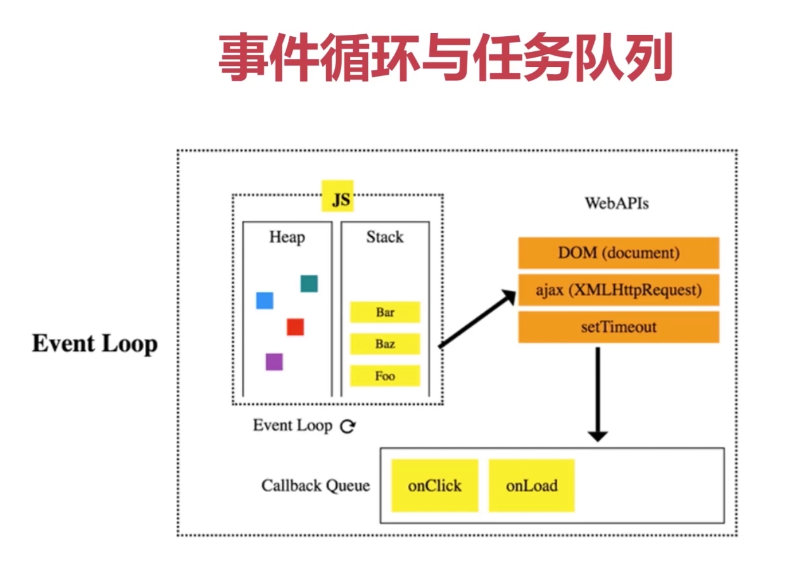 事件循环与任务队列
JS
Heap
Stack
Bar
Baz
Foo
WebAPIs
DOM (document)
ajax (XMLHttpRequest)
setTimeout
Event Loop
Event Loop
Callback Queue
onClick
onLoad